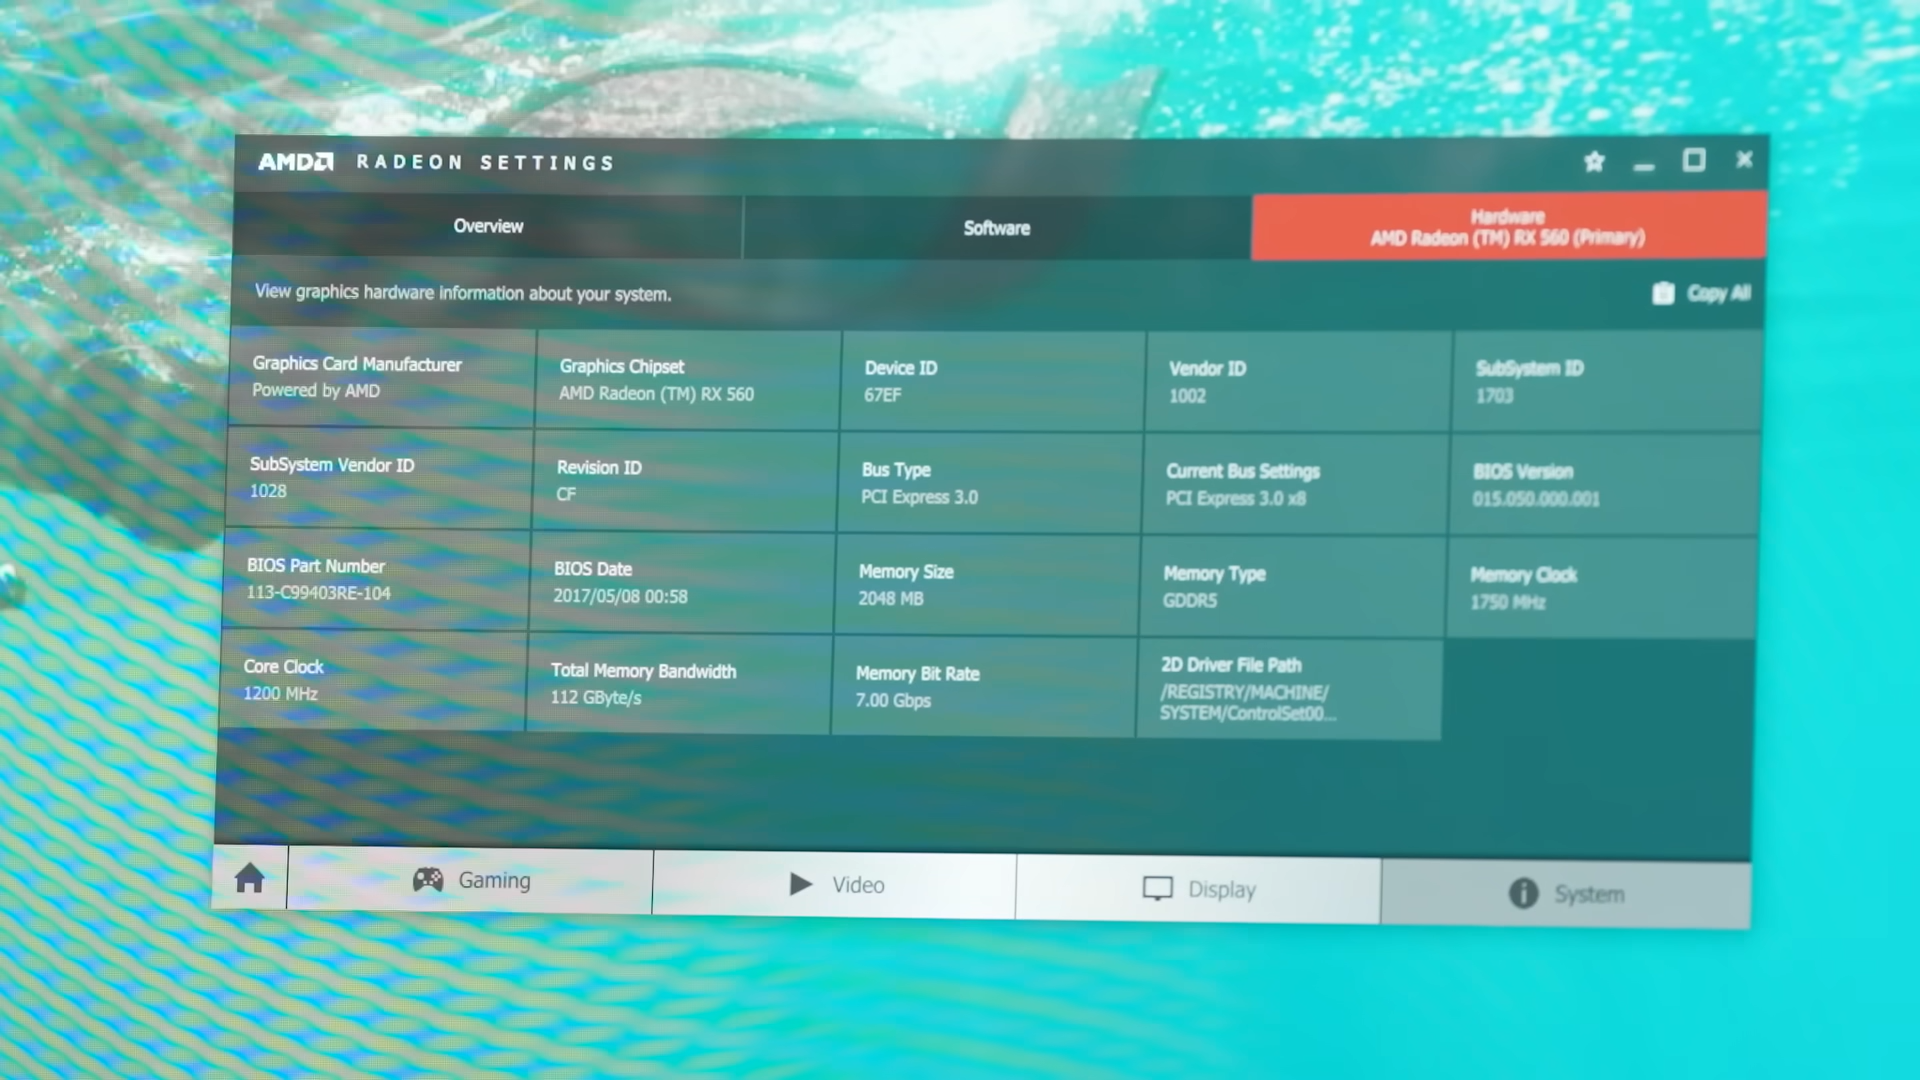 AMD RADEON SETTINGS
Overview
Software
Hardware
AMD Radeon (TM) RX 560 (Primary)
View graphics hardware information about your system.
Copy All
Graphics Card Manufacturer
Powered by AMD
Graphics Chipset
AMD Radeon (TM) RX 560
Device ID
67EF
Vendor ID
1002
SubSystem ID
1703
SubSystem Vendor ID
1028
Revision ID
CF
Bus Type
PCI Express 3.0
Current Bus Settings
PCI Express 3.0 x8
BIOS Version
015.050.000.001
BIOS Part Number
113-C99403RE-104
BIOS Date
2017/05/08 00:58
Memory Size
2048 MB
Memory Type
GDDR5
Memory Clock
1750 MHz
Core Clock
1200 MHz
Total Memory Bandwidth
112 GByte/s
Memory Bit Rate
7.00 Gbps
2D Driver File Path
/REGISTRY/MACHINE/
SYSTEM/ControlSet00...
Gaming
Video
Display
System